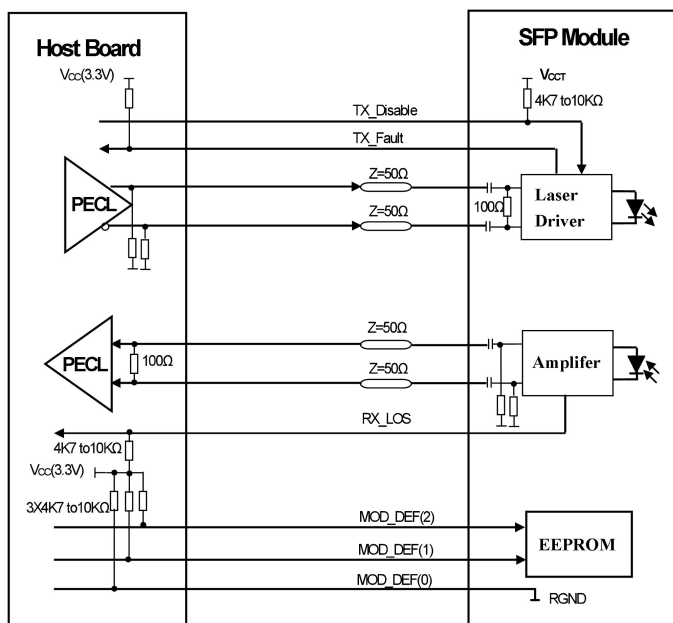 Host Board
SFP Module
Vcc(3.3V)
VccT
4K7 to10KΩ
TX_Disable
TX_Fault
PECL
Z=50Ω
Z=50Ω
100Ω
Laser
Driver
PECL
100Ω
Z=50Ω
Z=50Ω
Amplifer
RX_LOS
4K7 to10KΩ
Vcc(3.3V)
3X4K7 to10KΩ
MOD_DEF(2)
MOD_DEF(1)
MOD_DEF(0)
EEPROM
RGND